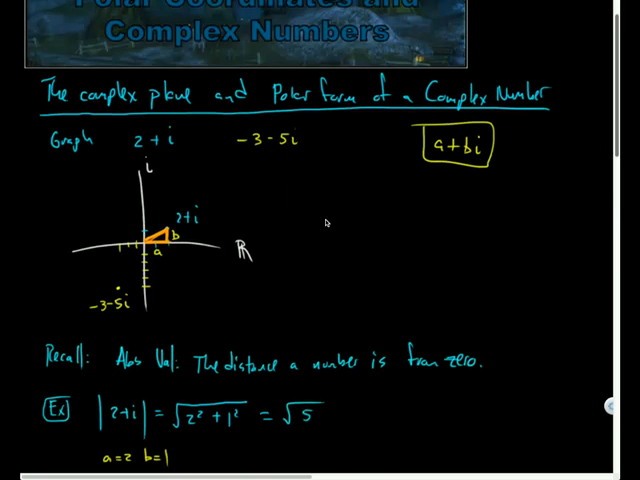 Polar Coordinates and
Complex Numbers
The complex plane and Polar form of a Complex Number
Graph 2 + i -3-5i a+bi
i
2+i
b
a
R
-3-5i
Recall: Abs Val: The distance a number is from zero.
Ex |2+i| = √2² + 1² = √5
a=2 b=1